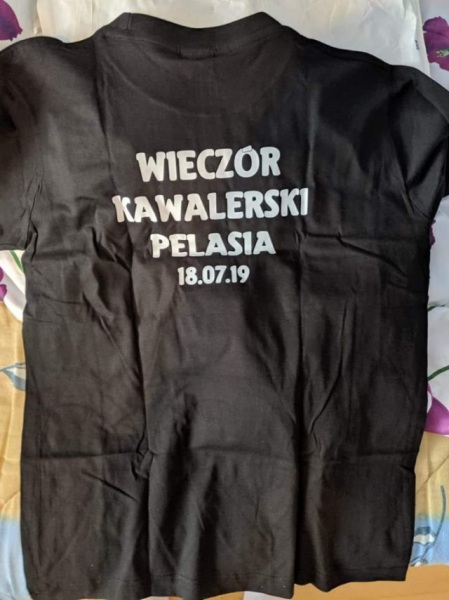 WIECZÓR
KAWALERSKI
PELASIA
18.07.19